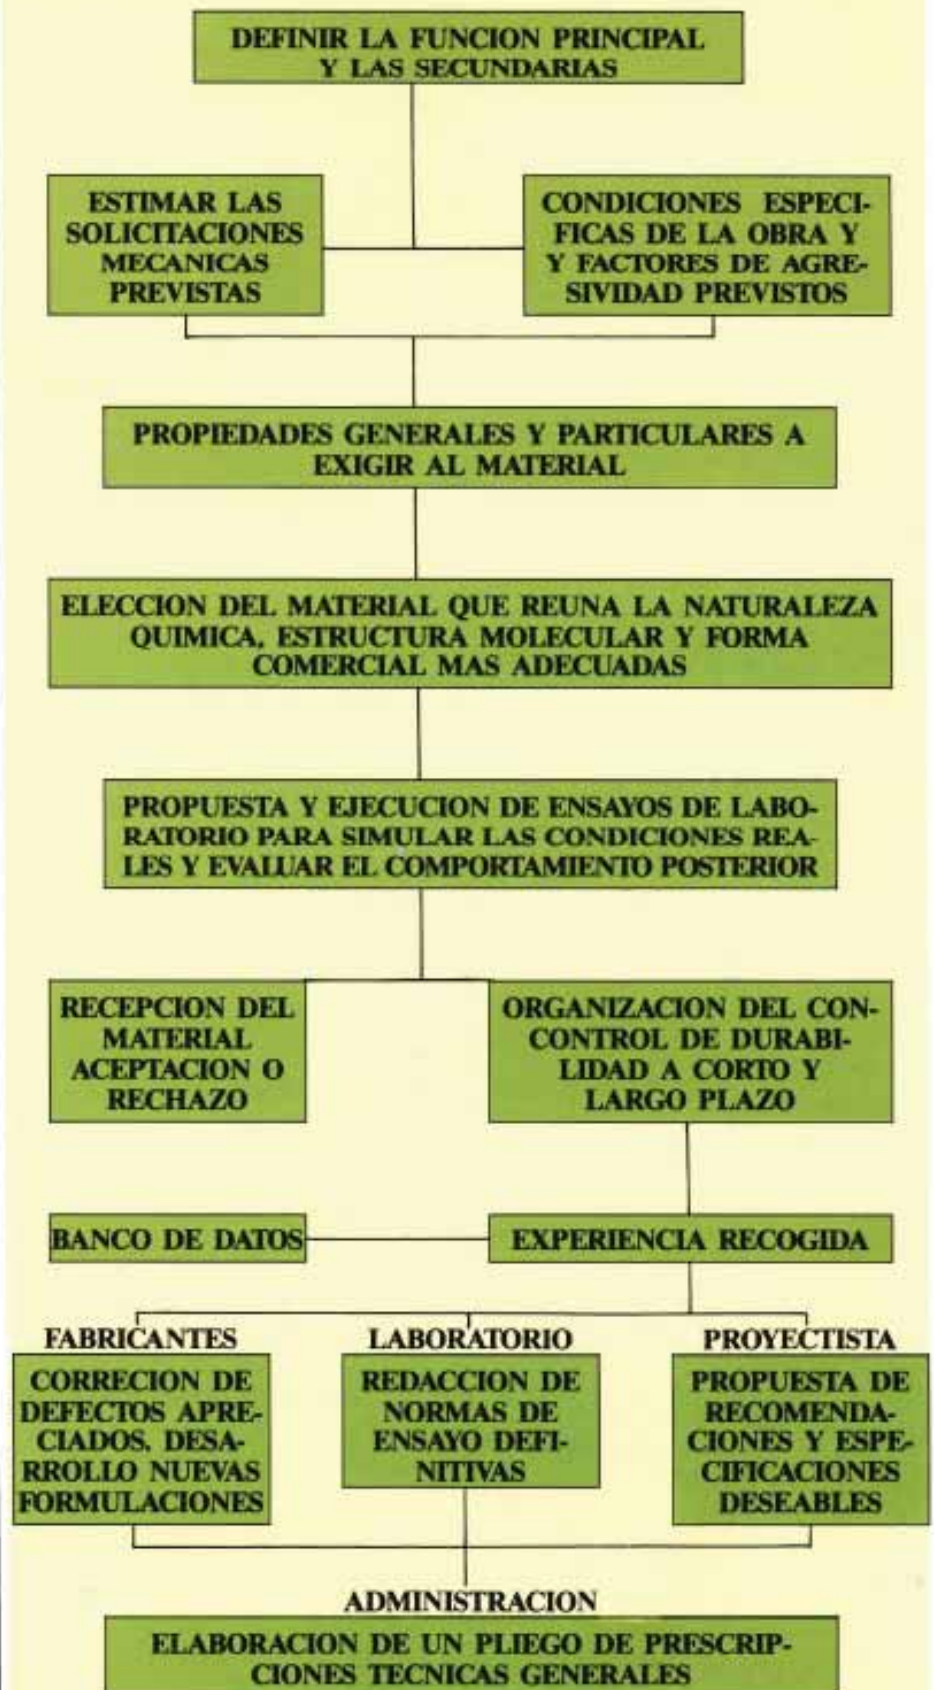 DEFINIR LA FUNCION PRINCIPAL
Y LAS SECUNDARIAS
ESTIMAR LAS
SOLICITACIONES
MECANICAS
PREVISTAS
CONDICIONES ESPECI-
FICAS DE LA OBRA Y
Y FACTORES DE AGRE-
SIVIDAD PREVISTOS
PROPIEDADES GENERALES Y PARTICULARES A
EXIGIR AL MATERIAL
ELECCION DEL MATERIAL QUE REUNA LA NATURALEZA
QUIMICA, ESTRUCTURA MOLECULAR Y FORMA
COMERCIAL MAS ADECUADAS
PROPUESTA Y EJECUCION DE ENSAYOS DE LABO-
RATORIO PARA SIMULAR LAS CONDICIONES REA-
LES Y EVALUAR EL COMPORTAMIENTO POSTERIOR
RECEPCION DEL
MATERIAL
ACEPTACION O
RECHAZO
ORGANIZACION DEL CON-
CONTROL DE DURABI-
LIDAD A CORTO Y
LARGO PLAZO
BANCO DE DATOS
EXPERIENCIA RECOGIDA
FABRICANTES
CORRECION DE
DEFECTOS APRE-
CIADOS. DESA-
RROLLO NUEVAS
FORMULACIONES
LABORATORIO
REDACCION DE
NORMAS DE
ENSAYO DEFI-
NITIVAS
PROYECTISTA
PROPUESTA DE
RECOMENDA-
CIONES Y ESPE-
CIFICACIONES
DESEABLES
ADMINISTRACION
ELABORACION DE UN PLIEGO DE PRESCRIP-
CIONES TECNICAS GENERALES